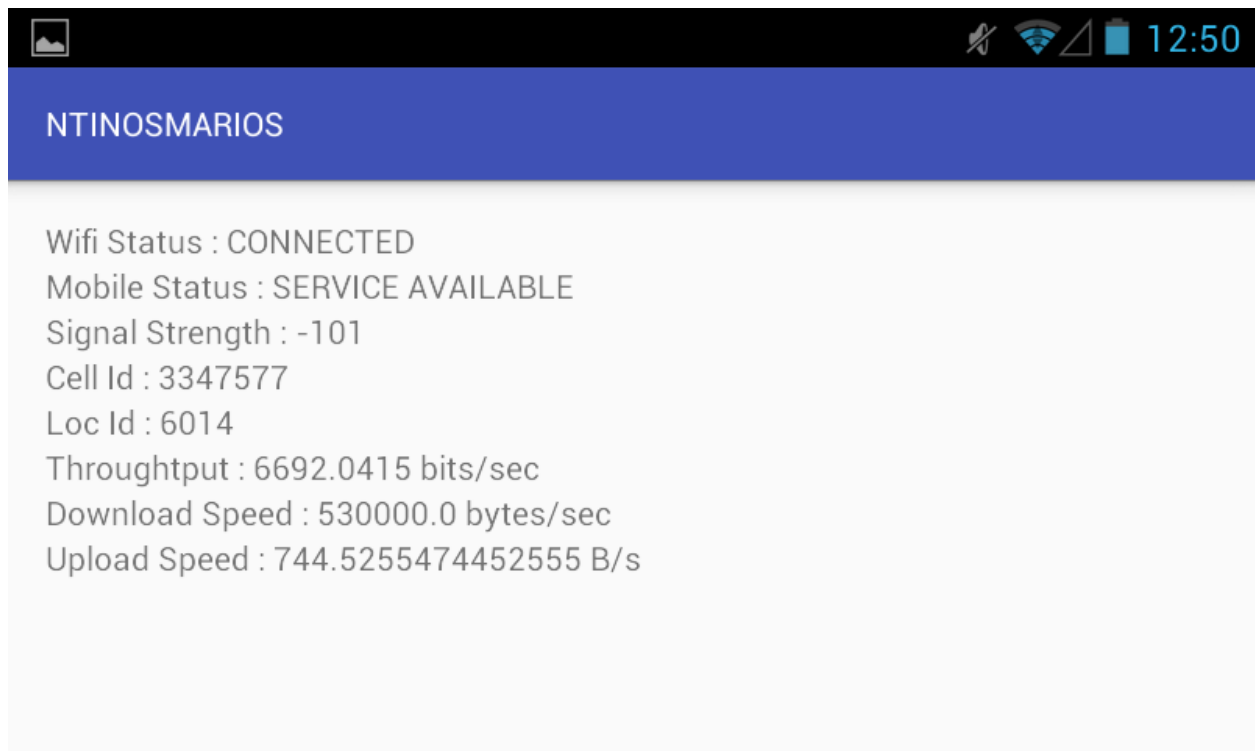 12:50
NTINOSMARIOS
Wifi Status : CONNECTED
Mobile Status : SERVICE AVAILABLE
Signal Strength : -101
Cell Id : 3347577
Loc Id : 6014
Throughtput : 6692.0415 bits/sec
Download Speed : 530000.0 bytes/sec
Upload Speed : 744.5255474452555 B/s